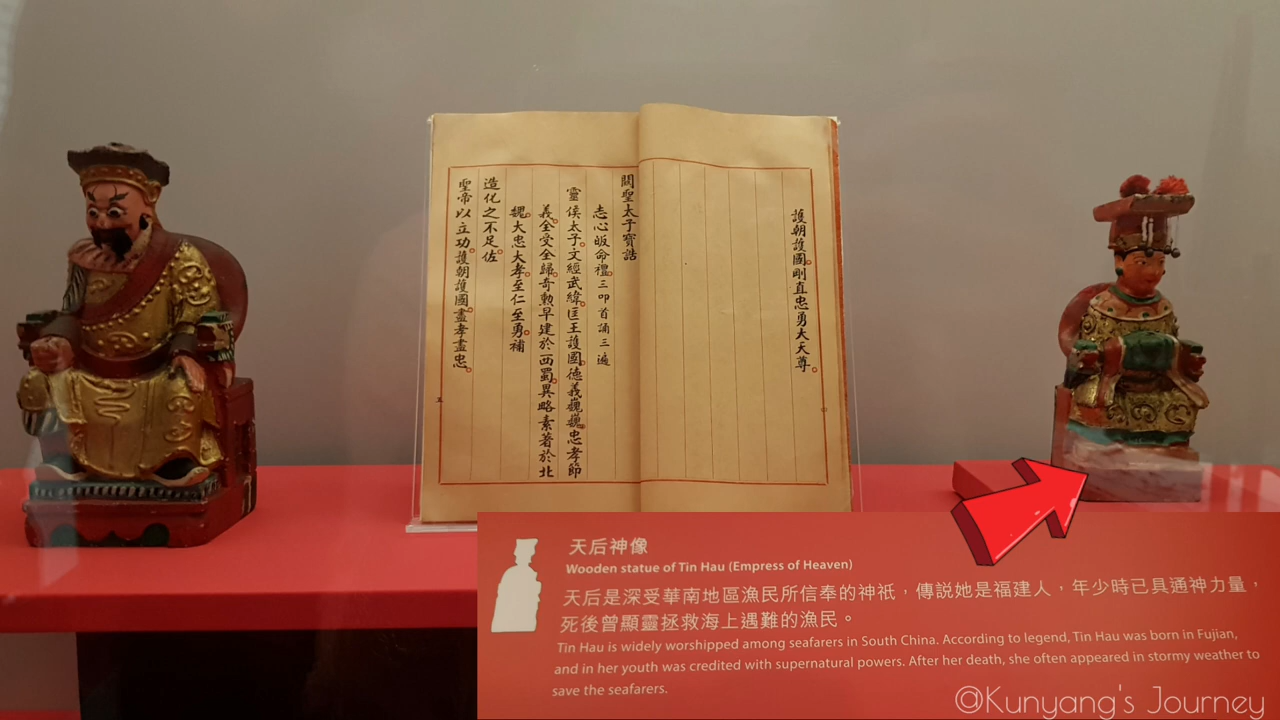 護朝護國。剛直忠勇大天尊。
關聖太子寶誥
志心皈命禮。三叩首誦三遍
靈侯太子。文經武緯。匡王護國。德義巍巍。忠孝節
義。全受全歸。奇勲早建於西蜀。異略素著於北
魏。大忠大孝。至仁至勇。補
造化之不足。佐
聖帝以立功。護朝護國。盡孝盡忠。
天后神像
Wooden statue of Tin Hau (Empress of Heaven)
天后是深受華南地區漁民所信奉的神祇，傳說她是福建人，年少時已具通神力量，
死後曾顯靈拯救海上遇難的漁民。
Tin Hau is widely worshipped among seafarers in South China. According to legend, Tin Hau was born in Fujian,
and in her youth was credited with supernatural powers. After her death, she often appeared in stormy weather to
save the seafarers.
@Kunyang's Journey